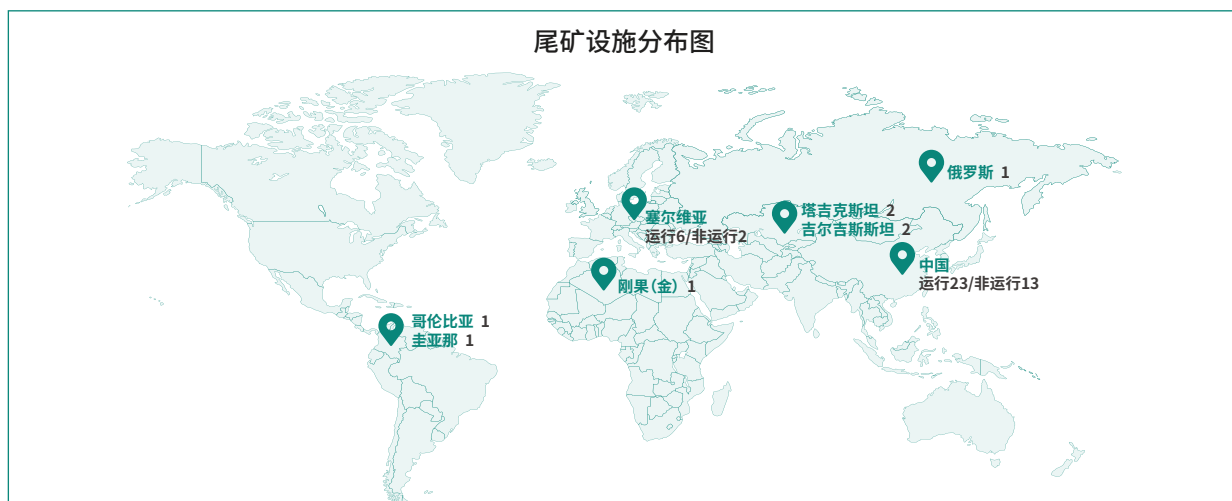 尾矿设施分布图
俄罗斯 1
塞尔维亚
运行6/非运行2
塔吉克斯坦 2
吉尔吉斯斯坦 2
中国
运行23/非运行13
刚果(金) 1
哥伦比亚 1
圭亚那 1